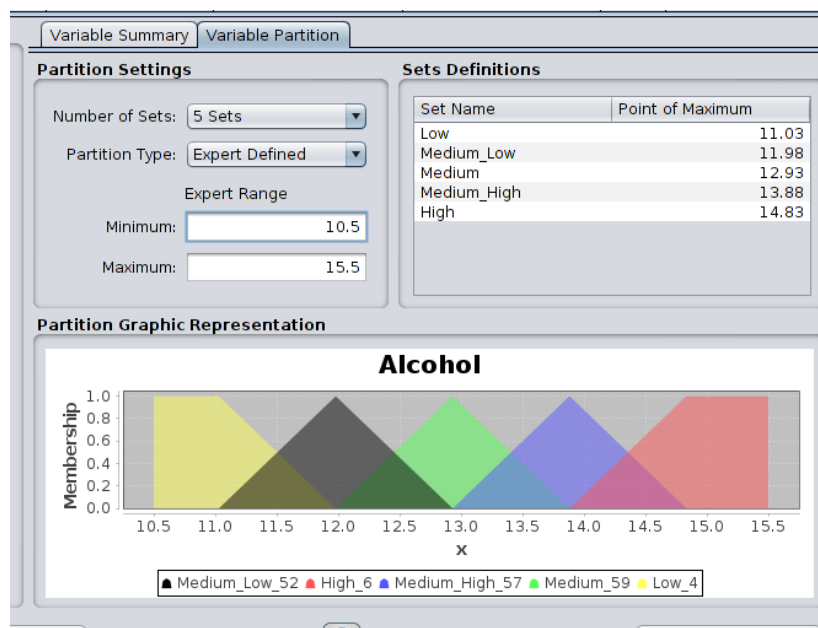 Variable Summary Variable Partition
Partition Settings
Number of Sets: 5 Sets
Partition Type: Expert Defined
Expert Range
Minimum: 10.5
Maximum: 15.5
Sets Definitions
Set Name Point of Maximum
Low 11.03
Medium_Low 11.98
Medium 12.93
Medium_High 13.88
High 14.83
Partition Graphic Representation
Alcohol
Membership
1.0
0.8
0.6
0.4
0.2
0.0
10.5 11.0 11.5 12.0 12.5 13.0 13.5 14.0 14.5 15.0 15.5
X
Medium_Low_52 High_6 Medium_High_57 Medium_59 Low_4